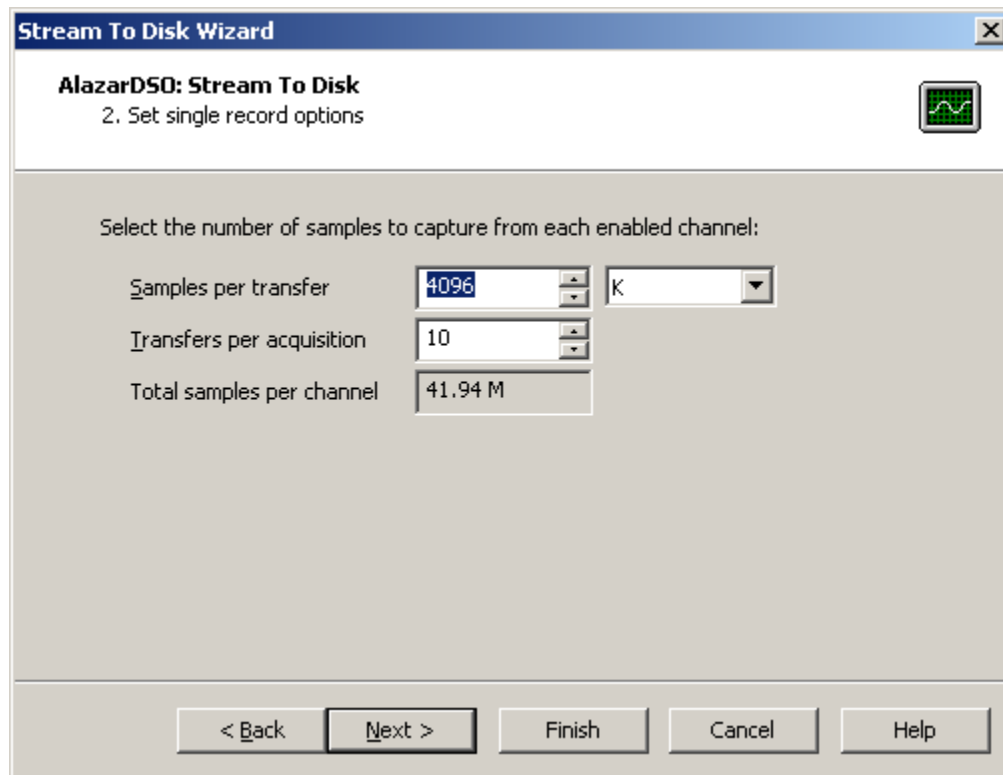 Stream To Disk Wizard
AlazarDSO: Stream To Disk
2. Set single record options
Select the number of samples to capture from each enabled channel:
Samples per transfer 4096 K
Transfers per acquisition 10
Total samples per channel 41.94 M
< Back Next > Finish Cancel Help